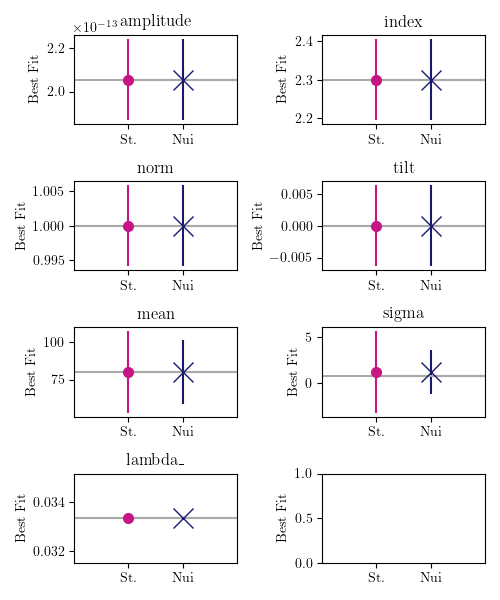 ×10⁻¹³ amplitude
index
Best Fit
2.2
2.0
St.
Nui
Best Fit
2.4
2.3
2.2
St.
Nui
norm
tilt
Best Fit
1.005
1.000
0.995
St.
Nui
Best Fit
0.005
0.000
−0.005
St.
Nui
mean
sigma
Best Fit
100
75
St.
Nui
Best Fit
5
0
St.
Nui
lambda_
Best Fit
0.034
0.032
St.
Nui
Best Fit
1.0
0.5
0.0
St.
Nui